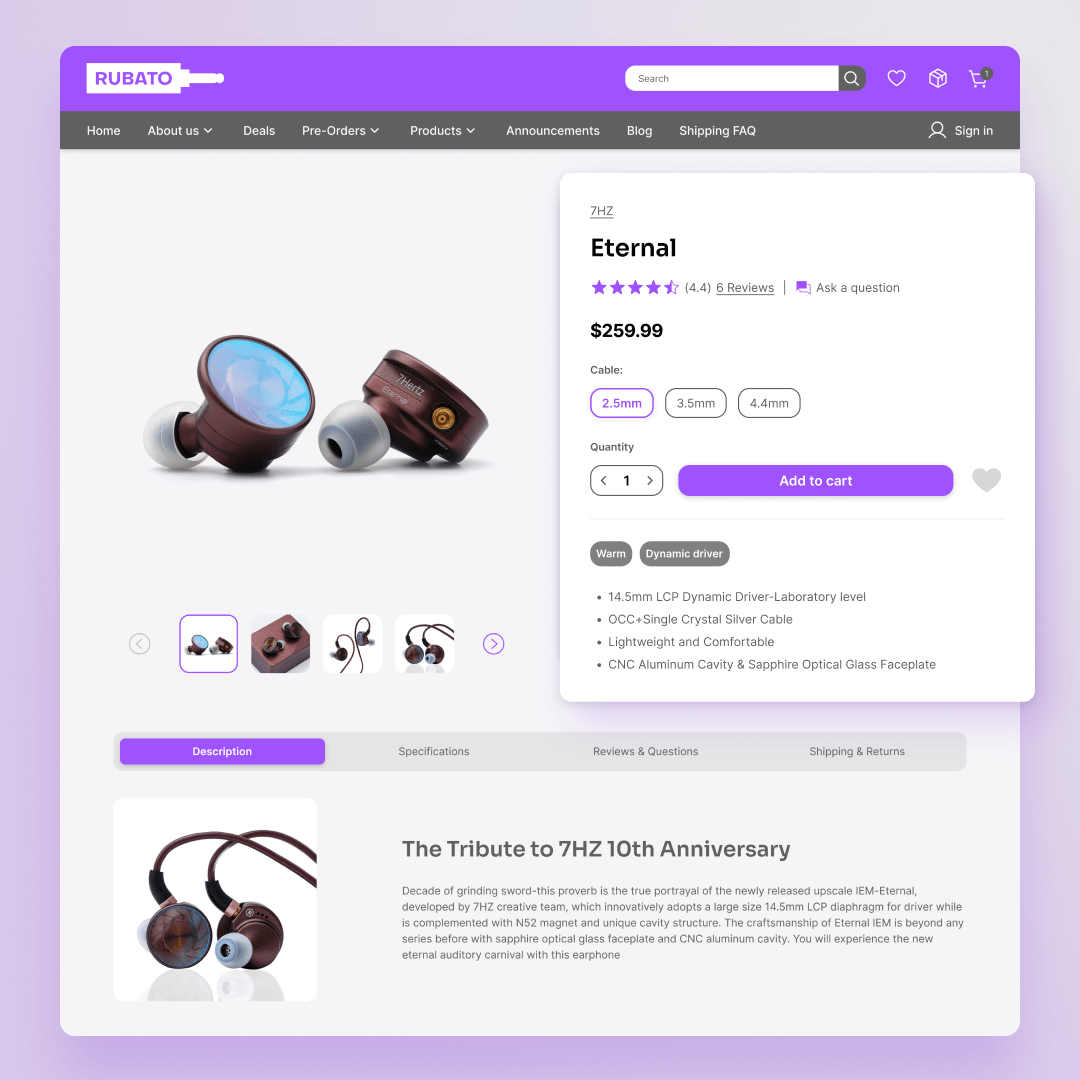 RUBATO
Search
1
Home About us Deals Pre-Orders Products Announcements Blog Shipping FAQ Sign in
7HZ
Eternal
(4.4) 6 Reviews | Ask a question
$259.99
Cable:
2.5mm 3.5mm 4.4mm
Quantity
1 Add to cart
Warm Dynamic driver
• 14.5mm LCP Dynamic Driver-Laboratory level
• OCC+Single Crystal Silver Cable
• Lightweight and Comfortable
• CNC Aluminum Cavity & Sapphire Optical Glass Faceplate
7Hertz
ETERNAL
Description Specifications Reviews & Questions Shipping & Returns
The Tribute to 7HZ 10th Anniversary
Decade of grinding sword-this proverb is the true portrayal of the newly released upscale IEM-Eternal,
developed by 7HZ creative team, which innovatively adopts a large size 14.5mm LCP diaphragm for driver while
is complemented with N52 magnet and unique cavity structure. The craftsmanship of Eternal IEM is beyond any
series before with sapphire optical glass faceplate and CNC aluminum cavity. You will experience the new
eternal auditory carnival with this earphone